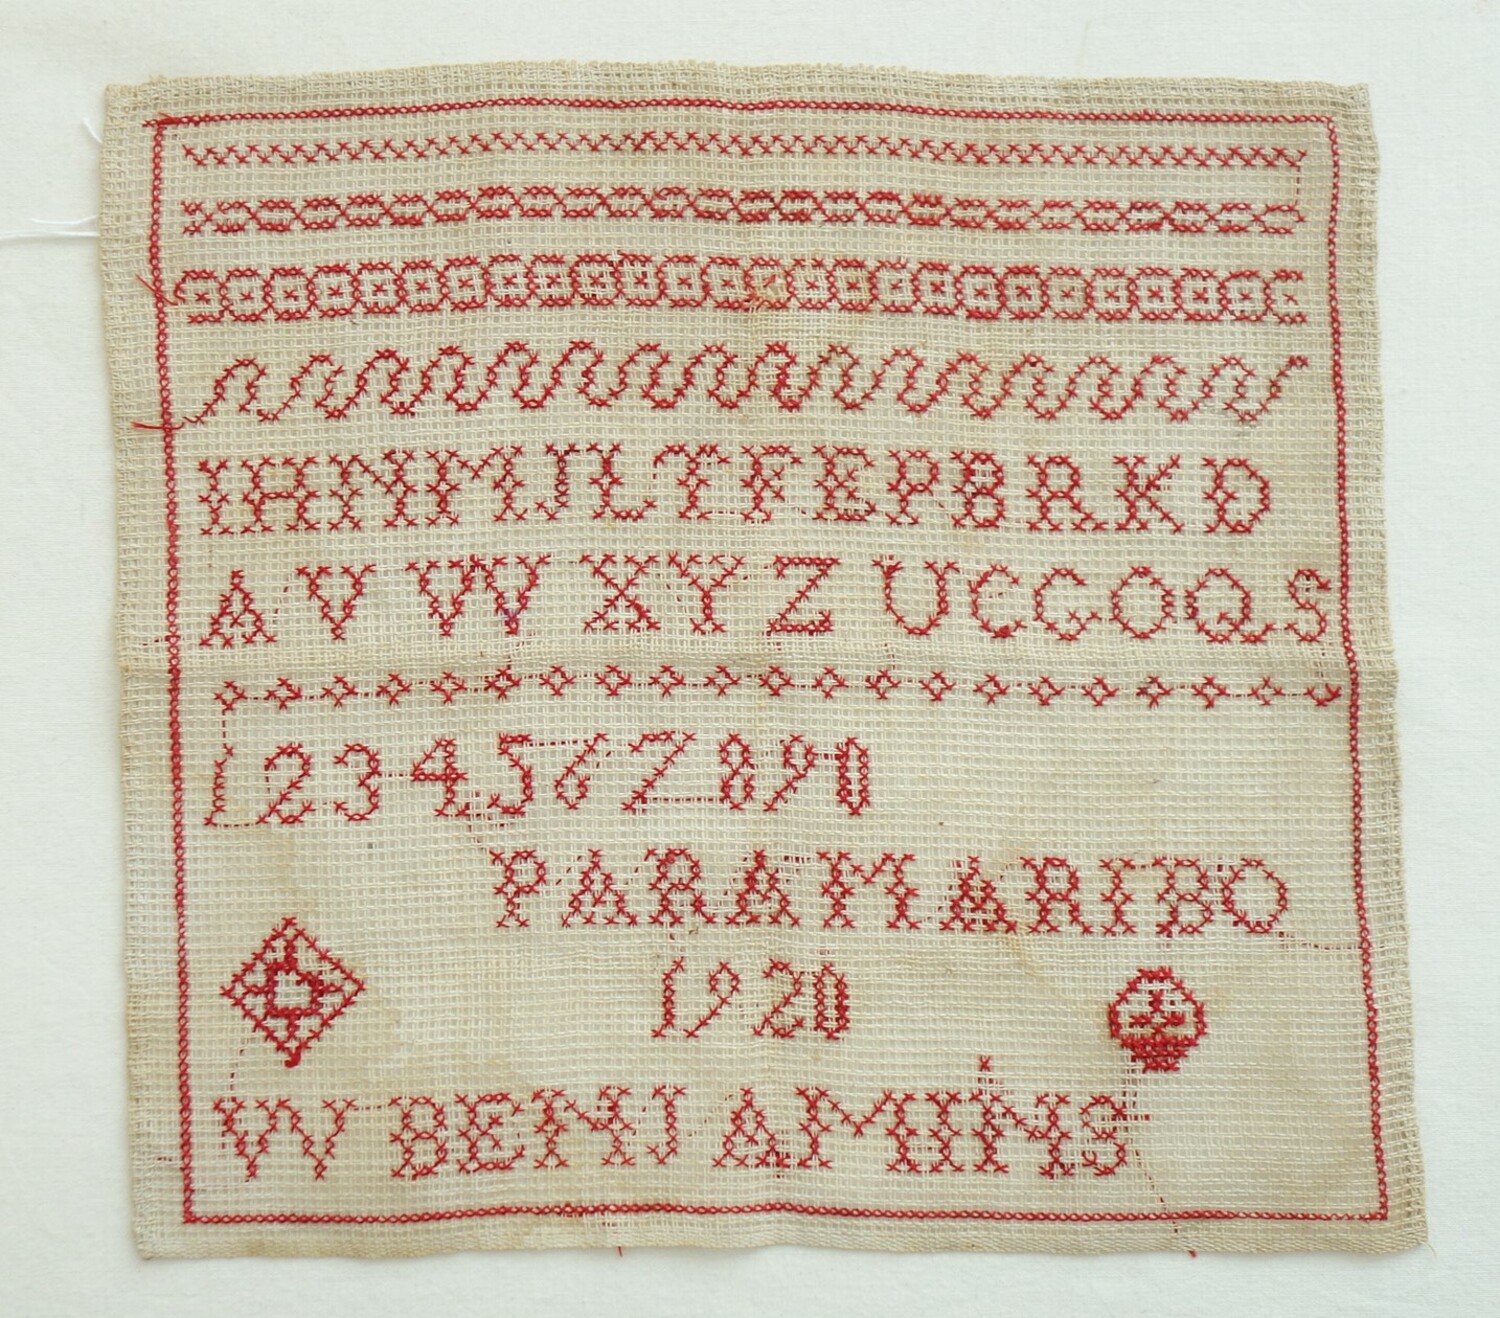 IHNMJLTFEPBRKD
AVWXYZUCGOQS
1234567890
PARAMARIBO
1920
W BENJAMINS